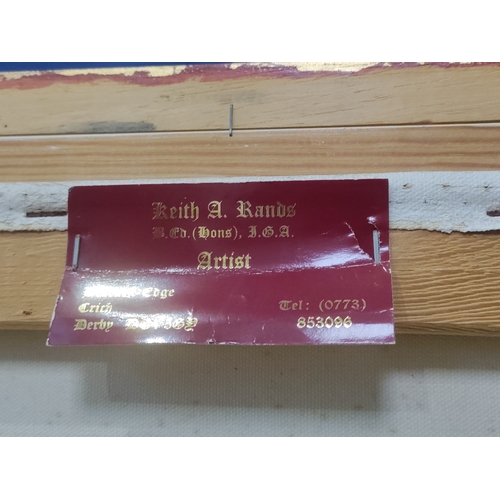 Keith A. Rands
B.Ed.(Hons), I.G.A.
Artist
Edge
Crich
Tel: (0773)
Derby
853096